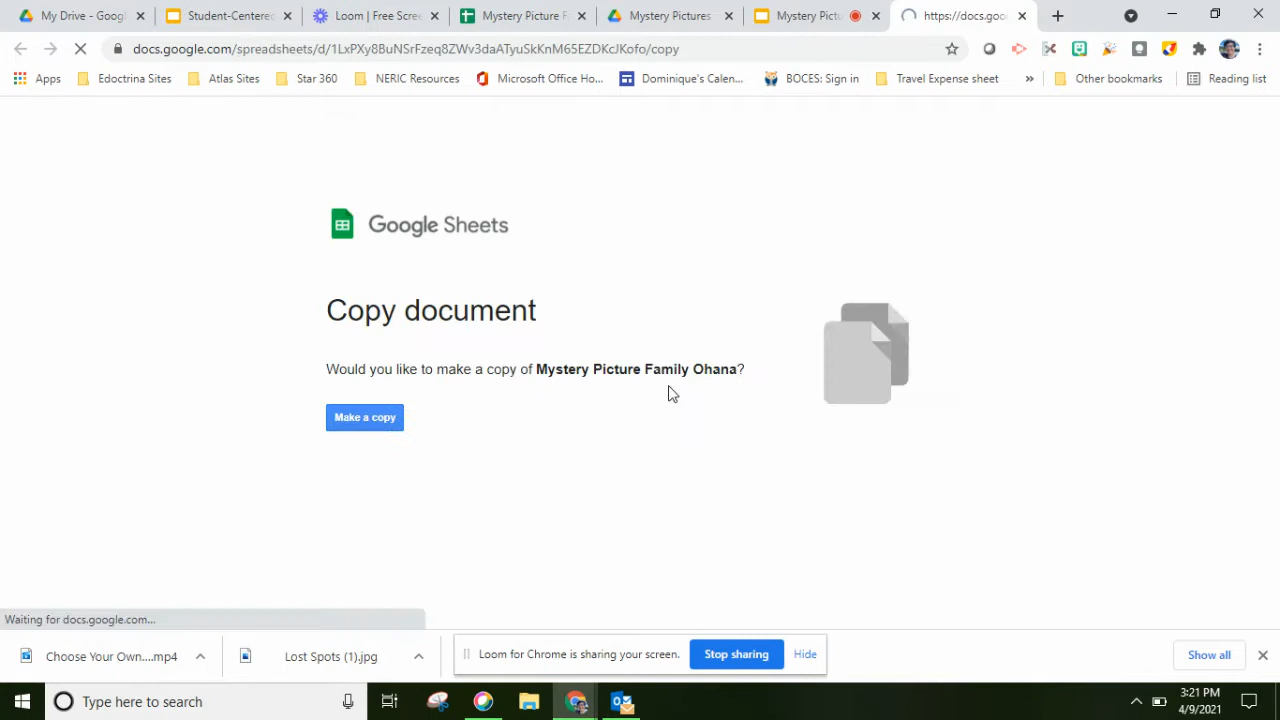 My Drive - Googl
Student-Centered
Loom | Free Scree
Mystery Picture F
Mystery Pictures
Mystery Pictu
https://docs.goo
docs.google.com/spreadsheets/d/1LxPXy8BuNSrFzeq8ZWv3daATyuSkKnM65EZDKcJKofo/copy
Apps
Edoctrina Sites
Atlas Sites
Star 360
NERIC Resources
Microsoft Office Ho...
Dominique's Calen...
BOCES: Sign in
Travel Expense sheet
»
Other bookmarks
Reading list
Google Sheets
Copy document
Would you like to make a copy of Mystery Picture Family Ohana?
Make a copy
Waiting for docs.google.com...
Choose Your Own....mp4
Lost Spots (1).jpg
Loom for Chrome is sharing your screen.
Stop sharing
Hide
Show all
Type here to search
3:21 PM
4/9/2021